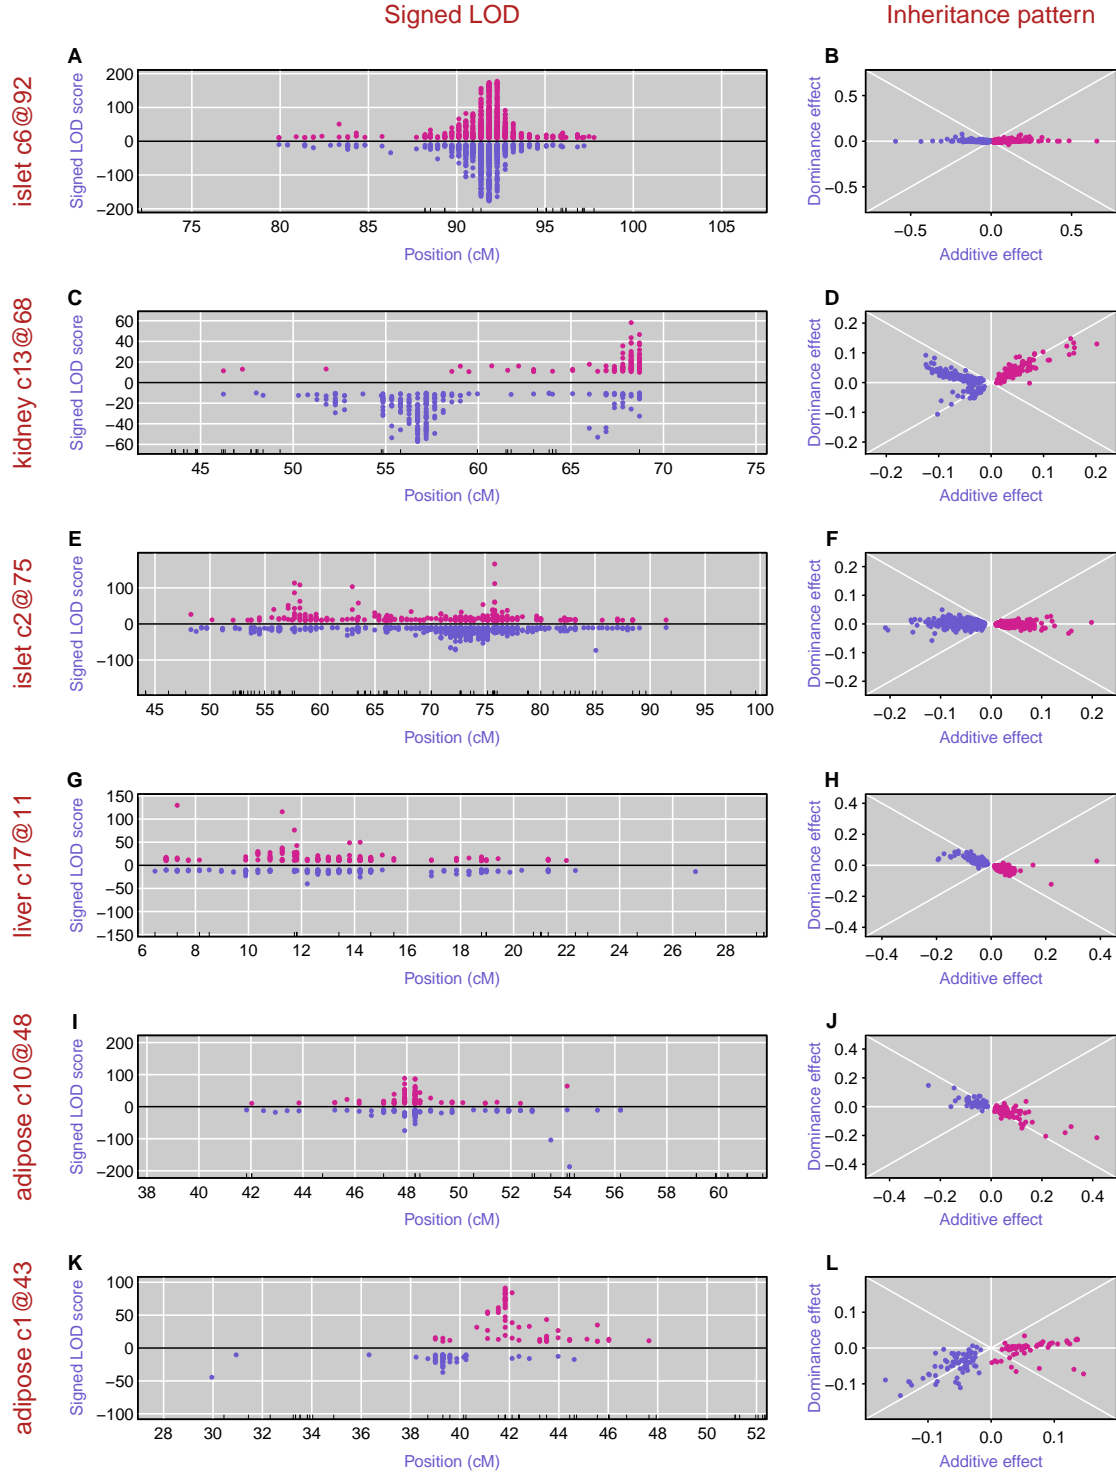 Signed LOD
Inheritance pattern
islet c6@92
A
Signed LOD score
200
100
0
−100
−200
75 80 85 90 95 100 105
Position (cM)
B
Dominance effect
0.5
0.0
−0.5
−0.5 0.0 0.5
Additive effect
kidney c13@68
C
Signed LOD score
60
40
20
0
−20
−40
−60
45 50 55 60 65 70 75
Position (cM)
D
Dominance effect
0.2
0.1
0.0
−0.1
−0.2
−0.2 −0.1 0.0 0.1 0.2
Additive effect
islet c2@75
E
Signed LOD score
100
0
−100
45 50 55 60 65 70 75 80 85 90 95 100
Position (cM)
F
Dominance effect
0.2
0.1
0.0
−0.1
−0.2
−0.2 −0.1 0.0 0.1 0.2
Additive effect
liver c17@11
G
Signed LOD score
150
100
50
0
−50
−100
−150
6 8 10 12 14 16 18 20 22 24 26 28
Position (cM)
H
Dominance effect
0.4
0.2
0.0
−0.2
−0.4
−0.4 −0.2 0.0 0.2 0.4
Additive effect
adipose c10@48
I
Signed LOD score
200
100
0
−100
−200
38 40 42 44 46 48 50 52 54 56 58 60
Position (cM)
J
Dominance effect
0.4
0.2
0.0
−0.2
−0.4
−0.4 −0.2 0.0 0.2 0.4
Additive effect
adipose c1@43
K
Signed LOD score
100
50
0
−50
−100
28 30 32 34 36 38 40 42 44 46 48 50 52
Position (cM)
L
Dominance effect
0.1
0.0
−0.1
−0.1 0.0 0.1
Additive effect